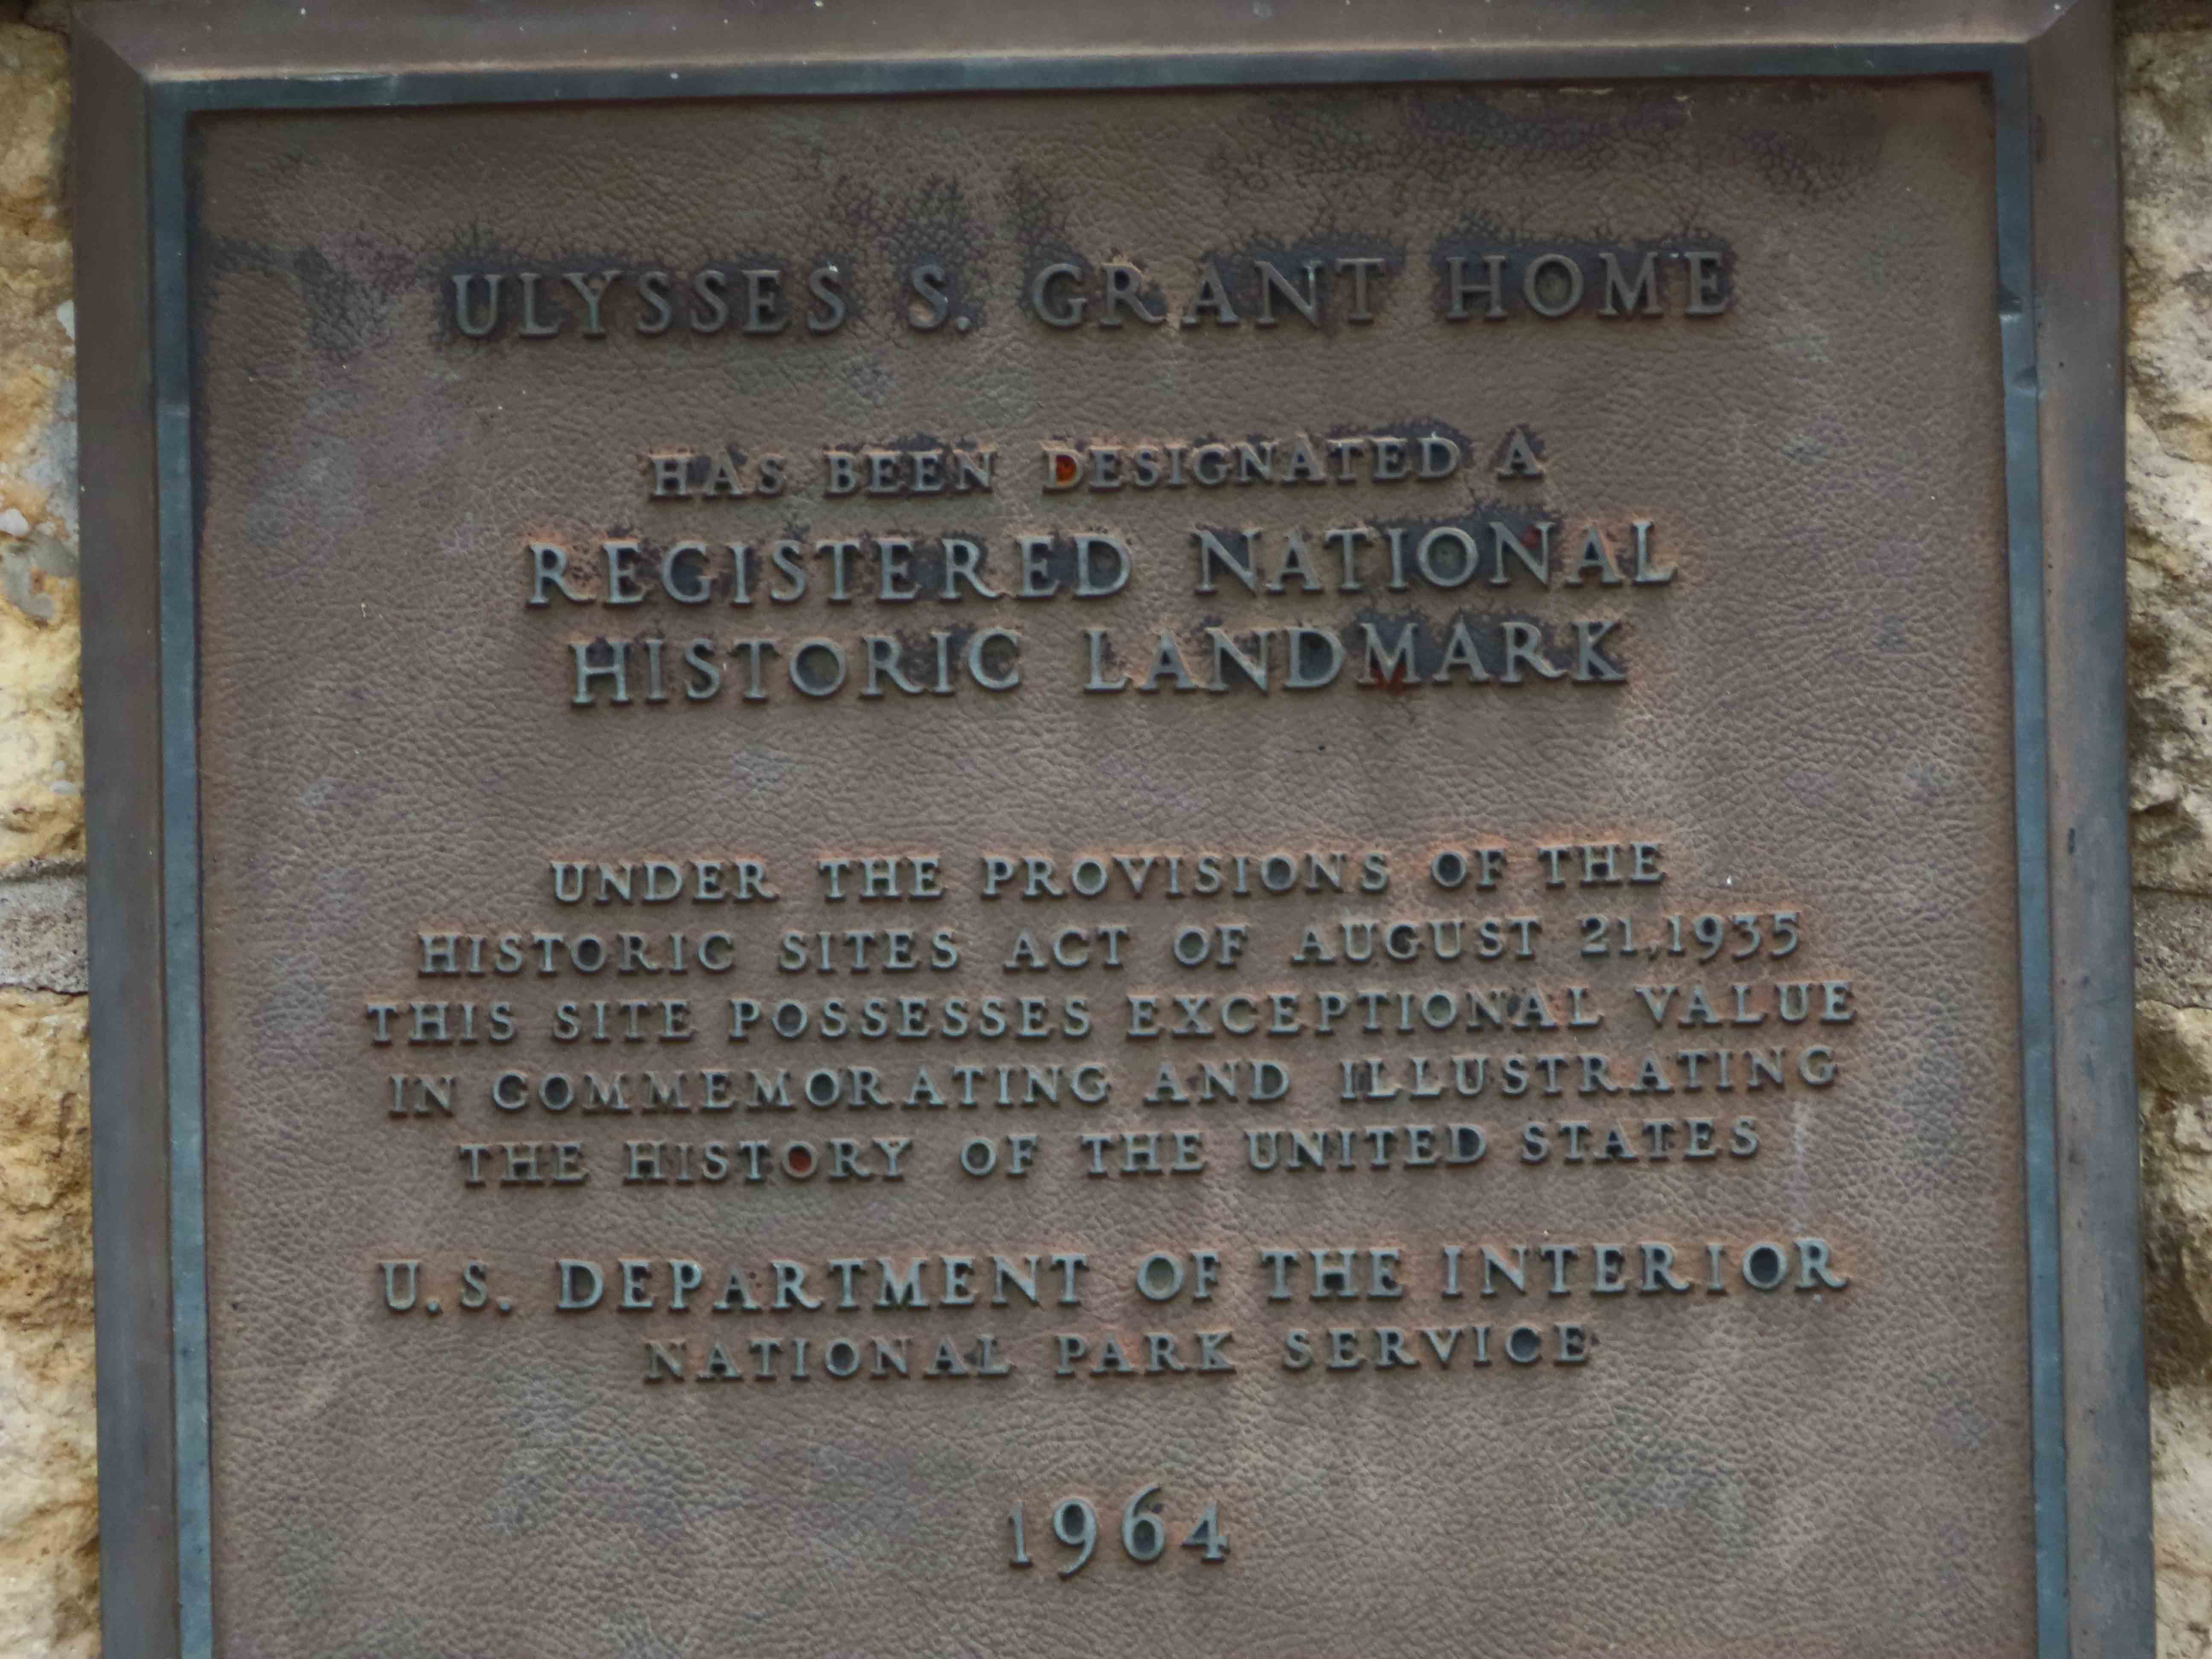 ULYSSES S. GRANT HOME
HAS BEEN DESIGNATED A
REGISTERED NATIONAL
HISTORIC LANDMARK
UNDER THE PROVISIONS OF THE
HISTORIC SITES ACT OF AUGUST 21,1935
THIS SITE POSSESSES EXCEPTIONAL VALUE
IN COMMEMORATING AND ILLUSTRATING
THE HISTORY OF THE UNITED STATES
U.S. DEPARTMENT OF THE INTERIOR
NATIONAL PARK SERVICE
1964